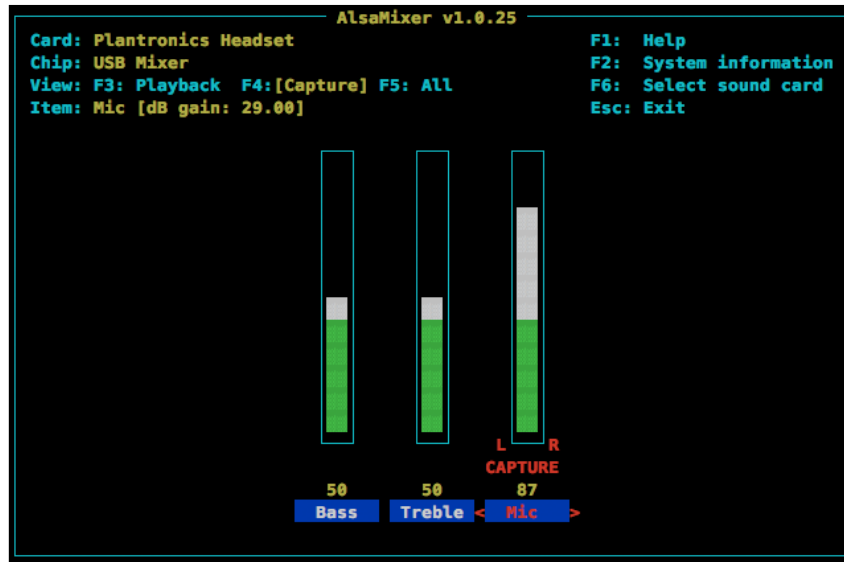 AlsaMixer v1.0.25
Card: Plantronics Headset F1: Help
Chip: USB Mixer F2: System information
View: F3: Playback F4:[Capture] F5: All F6: Select sound card
Item: Mic [dB gain: 29.00] Esc: Exit
L R
CAPTURE
50 50 87
Bass Treble < Mic >